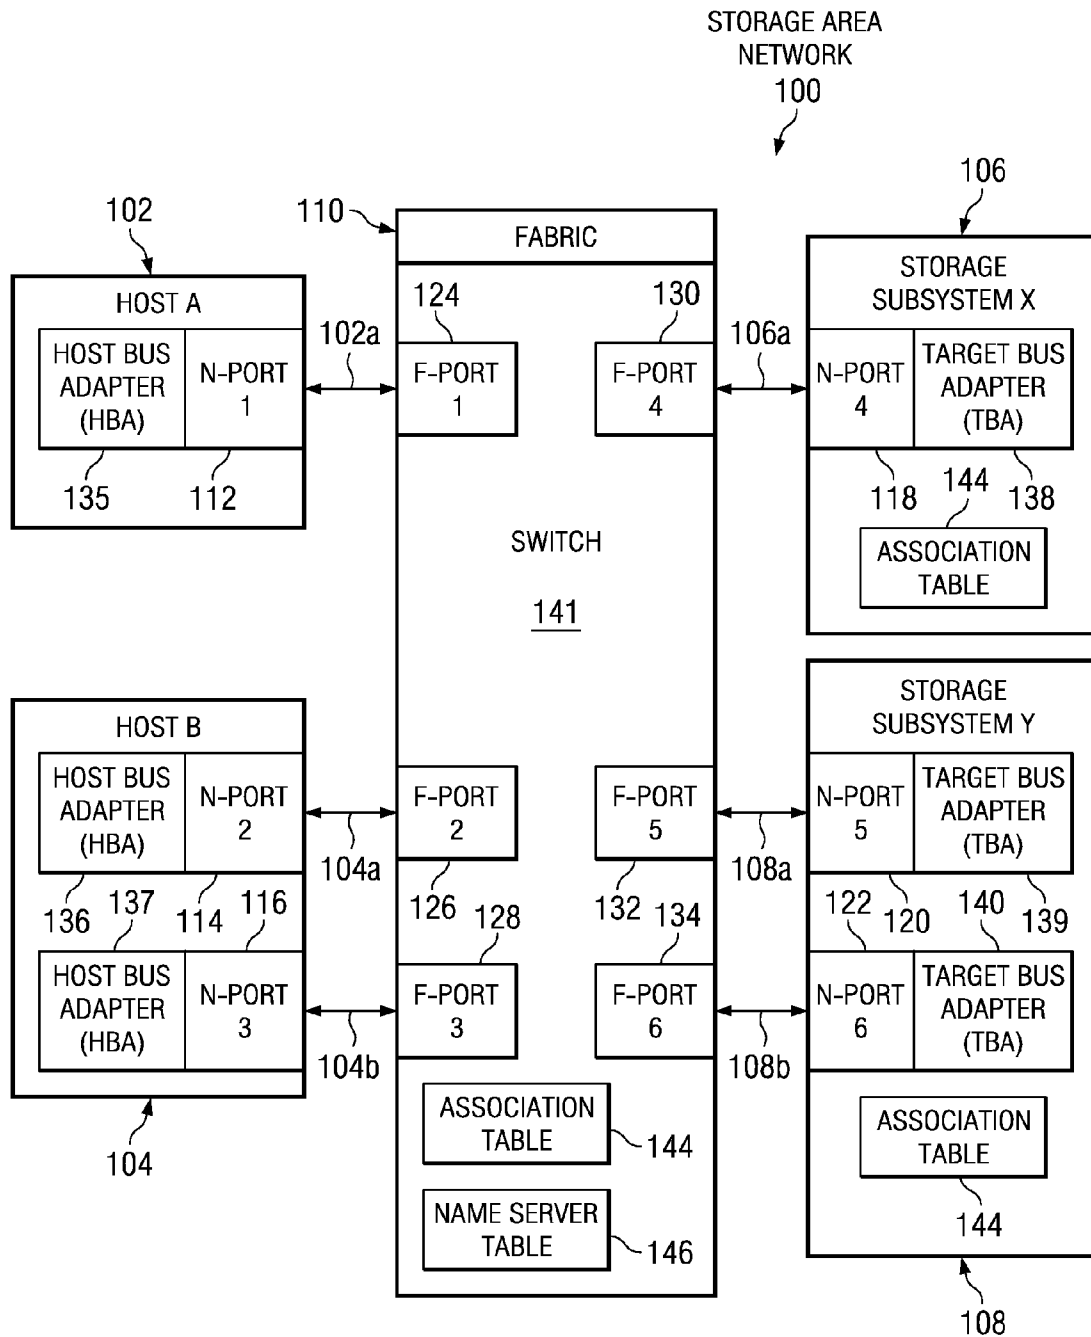 STORAGE AREA
NETWORK
100
102
110
FABRIC
106
HOST A
HOST BUS
ADAPTER
(HBA)
N-PORT
1
135
112
102a
124
F-PORT
1
130
F-PORT
4
106a
STORAGE
SUBSYSTEM X
N-PORT
4
TARGET BUS
ADAPTER
(TBA)
118
138
144
ASSOCIATION
TABLE
SWITCH
141
HOST B
HOST BUS
ADAPTER
(HBA)
N-PORT
2
136
137
114
116
HOST BUS
ADAPTER
(HBA)
N-PORT
3
104
104a
104b
F-PORT
2
126
128
F-PORT
3
F-PORT
5
132
134
F-PORT
6
ASSOCIATION
TABLE
144
NAME SERVER
TABLE
146
108a
108b
STORAGE
SUBSYSTEM Y
N-PORT
5
TARGET BUS
ADAPTER
(TBA)
122
120
140
139
N-PORT
6
TARGET BUS
ADAPTER
(TBA)
ASSOCIATION
TABLE
144
108